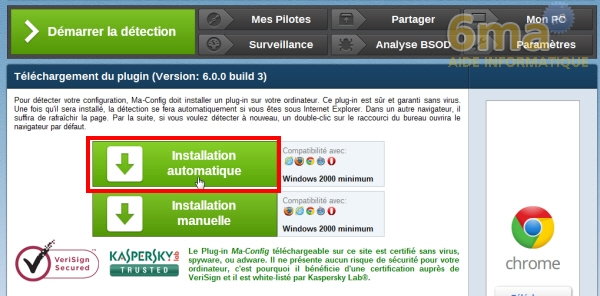 Démarrer la détection
Mes Pilotes
Partager
Mon PC
Surveillance
Analyse BSOD
Paramètres
6ma
AIDE INFORMATIQUE
Téléchargement du plugin (Version: 6.0.0 build 3)
Pour détecter votre configuration, Ma-Config doit installer un plug-in sur votre ordinateur. Ce plug-in est sûr et garanti sans virus.
Une fois qu'il sera installé, la détection se fera automatiquement si vous êtes sous Internet Explorer. Dans un autre navigateur, il
suffira de rafraîchir la page. Par la suite, si vous voulez détecter à nouveau, un double-clic sur le raccourci du bureau ouvrira le
navigateur par défaut.
Installation
automatique
Compatibilité avec:
Windows 2000 minimum
Installation
manuelle
Compatibilité avec:
Windows 2000 minimum
VeriSign
Secured
KASPERSKY lab
TRUSTED
Le Plug-in Ma-Config téléchargeable sur ce site est certifié sans virus,
spyware, ou adware. Il ne présente aucun risque de sécurité pour votre
ordinateur, c'est pourquoi il bénéficie d'une certification auprès de
VeriSign et il est white-listé par Kaspersky Lab®.
chrome